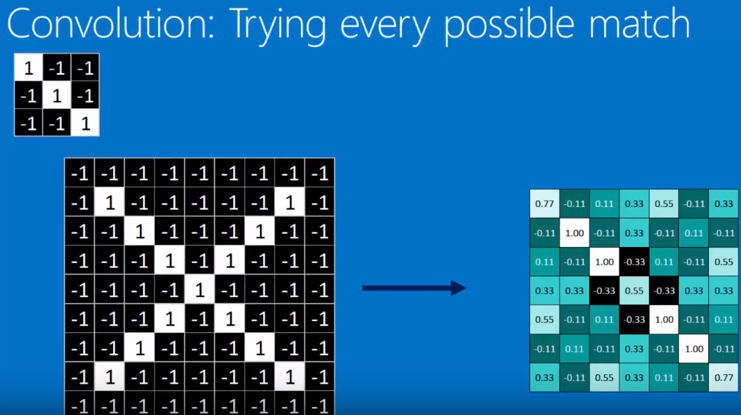 Convolution: Trying every possible match
1 -1 -1
-1 1 -1
-1 -1 1
-1 -1 -1 -1 -1 -1 -1 -1 -1
-1 1 -1 -1 -1 -1 -1 1 -1
-1 -1 1 -1 -1 -1 1 -1 -1
-1 -1 -1 1 -1 1 -1 -1 -1
-1 -1 -1 -1 1 -1 -1 -1 -1
-1 -1 -1 1 -1 1 -1 -1 -1
-1 -1 1 -1 -1 -1 1 -1 -1
-1 1 -1 -1 -1 -1 -1 1 -1
-1 -1 -1 -1 -1 -1 -1 -1 -1
0.77 -0.11 0.11 0.33 0.55 -0.11 0.33
-0.11 1.00 -0.11 0.33 -0.11 0.11 -0.11
0.11 -0.11 1.00 -0.33 0.11 -0.11 0.55
0.33 0.33 -0.33 0.55 -0.33 0.33 0.33
0.55 -0.11 0.11 -0.33 1.00 -0.11 0.11
-0.11 0.11 -0.11 0.33 -0.11 1.00 -0.11
0.33 -0.11 0.55 0.33 0.11 -0.11 0.77